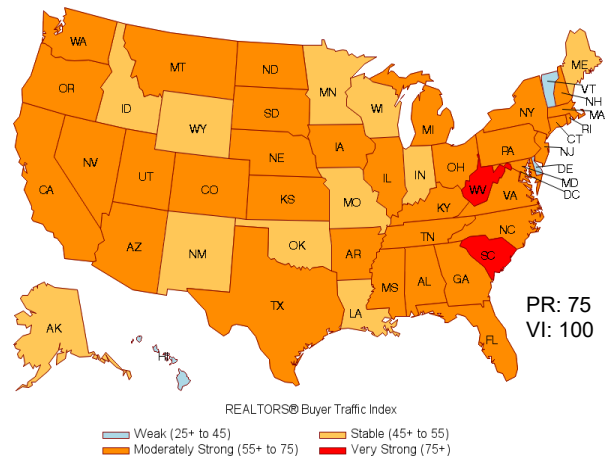 WA
MT
ND
MN
ME
VT
NH
MA
RI
CT
NJ
DE
MD
DC
OR
ID
SD
WI
MI
NY
WY
NE
IA
PA
NV
UT
CO
IL
IN
OH
CA
KS
MO
KY
WV
VA
AZ
NM
OK
AR
TN
NC
SC
TX
LA
MS
AL
GA
FL
AK
HI
PR: 75
VI: 100
REALTORS® Buyer Traffic Index
Weak (25+ to 45)
Stable (45+ to 55)
Moderately Strong (55+ to 75)
Very Strong (75+)